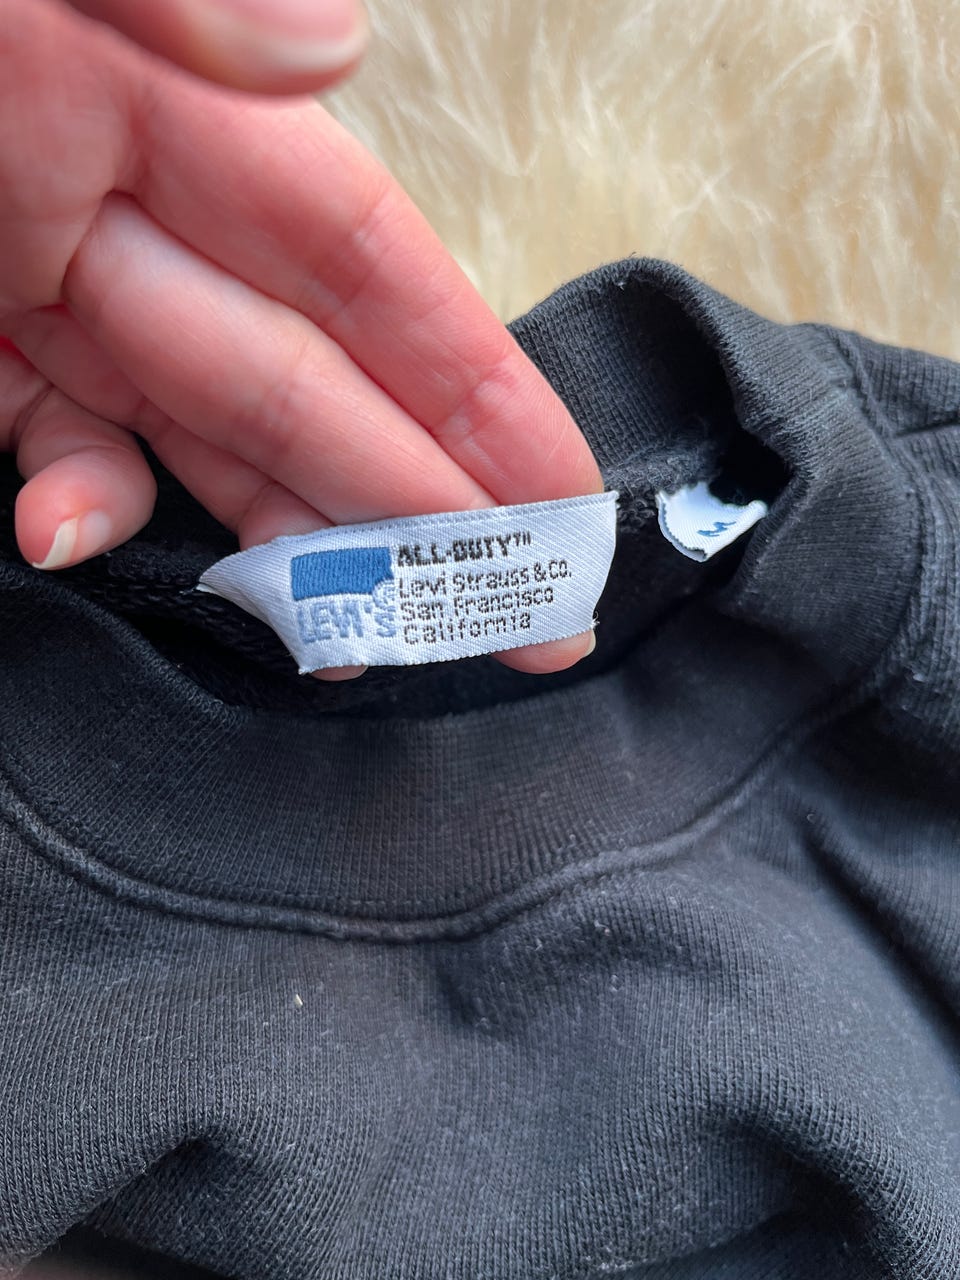 LEVI'S
ALL-DUTY™
Levi Strauss & Co.
San Francisco
California
M